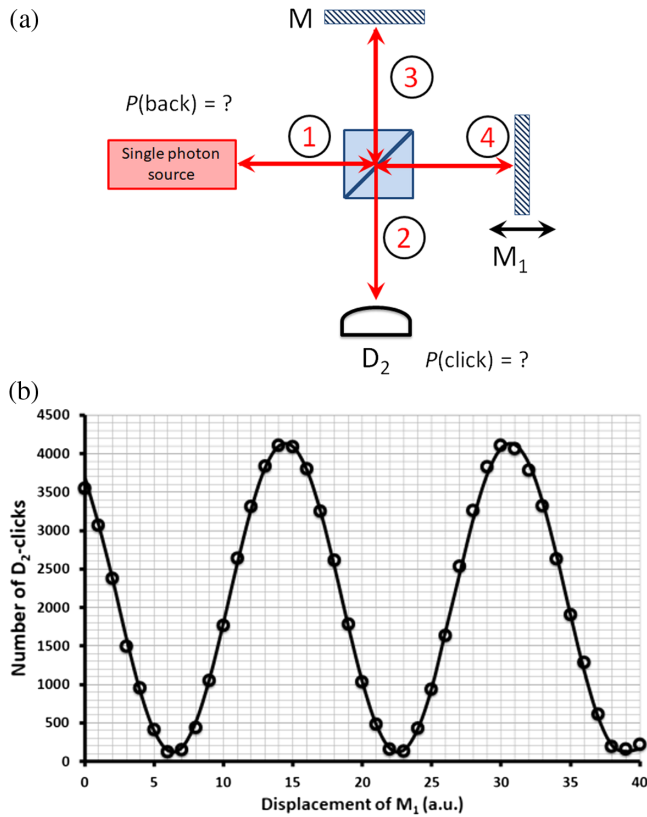 (a)
M
3
P(back) = ?
1
4
Single photon
source
2
M₁
D₂
P(click) = ?
(b)
4500
4000
3500
3000
2500
2000
1500
1000
500
0
Number of D₂-clicks
0 5 10 15 20 25 30 35 40
Displacement of M₁ (a.u.)